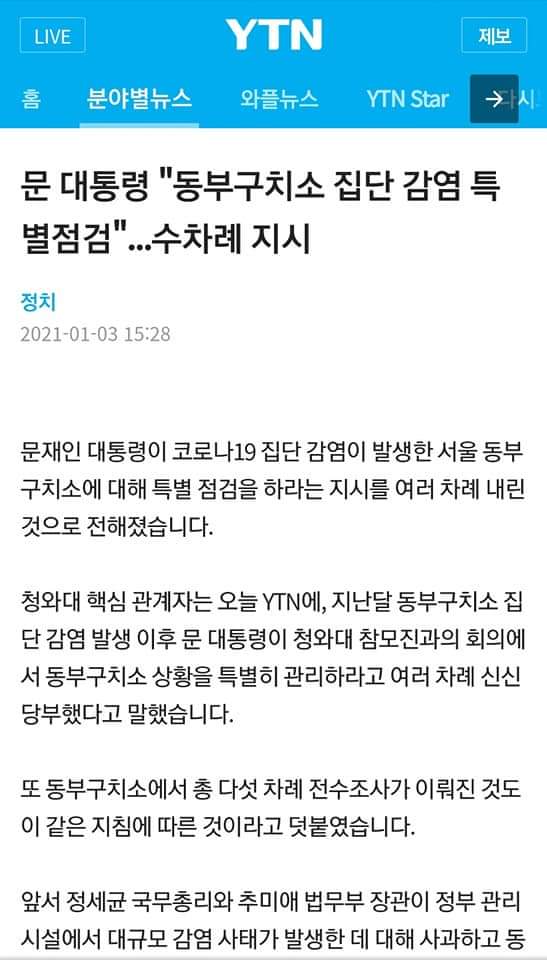 LIVE
YTN
제보
홈 분야별뉴스 와플뉴스 YTN Star 다시
문 대통령 "동부구치소 집단 감염 특
별점검"...수차례 지시
정치
2021-01-03 15:28
문재인 대통령이 코로나19 집단 감염이 발생한 서울 동부
구치소에 대해 특별 점검을 하라는 지시를 여러 차례 내린
것으로 전해졌습니다.
청와대 핵심 관계자는 오늘 YTN에, 지난달 동부구치소 집
단 감염 발생 이후 문 대통령이 청와대 참모진과의 회의에
서 동부구치소 상황을 특별히 관리하라고 여러 차례 신신
당부했다고 말했습니다.
또 동부구치소에서 총 다섯 차례 전수조사가 이뤄진 것도
이 같은 지침에 따른 것이라고 덧붙였습니다.
앞서 정세균 국무총리와 추미애 법무부 장관이 정부 관리
시설에서 대규모 감염 사태가 발생한 데 대해 사과하고 동